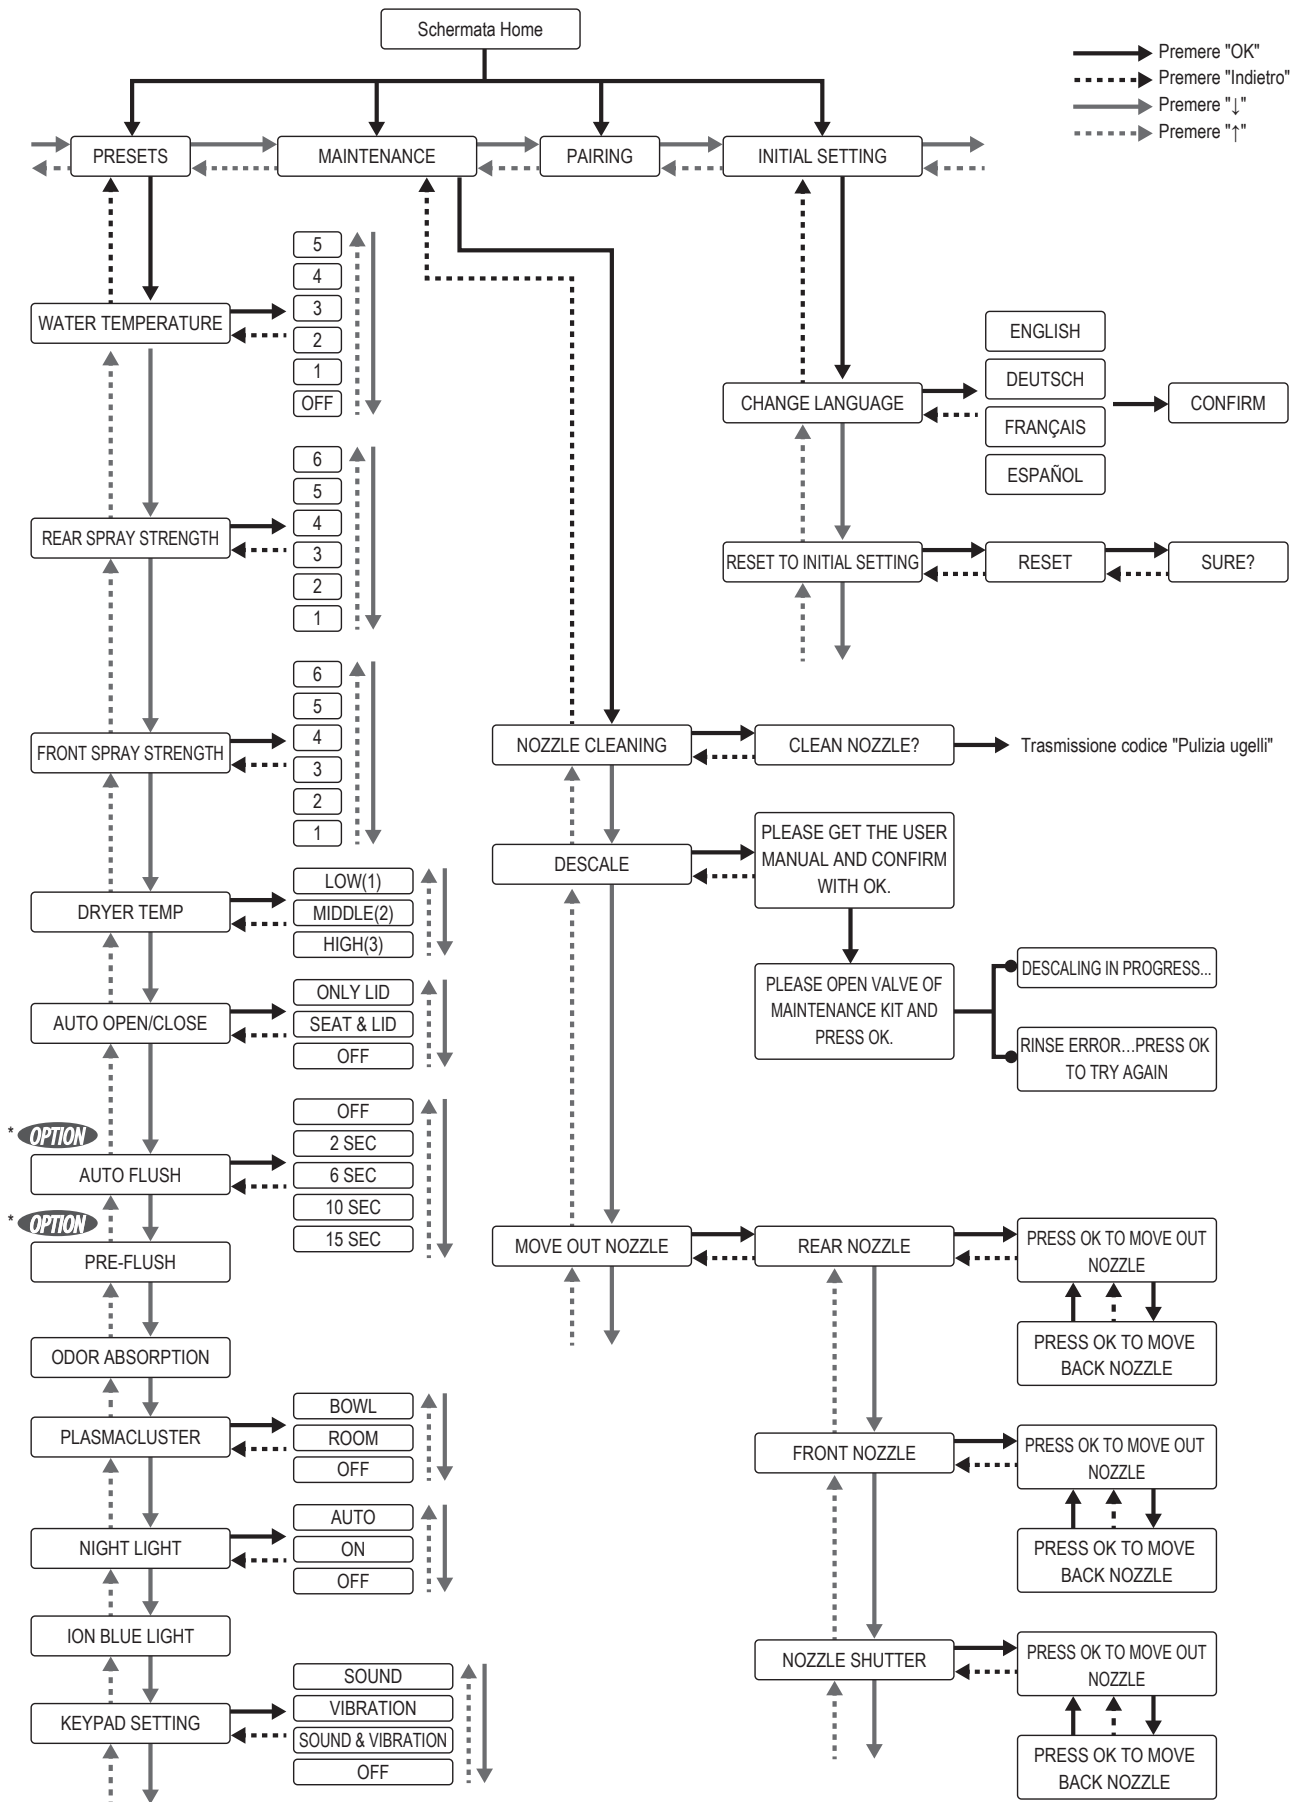 Schermata Home
Premere "OK"
Premere "Indietro"
Premere "↓"
Premere "↑"
PRESETS
MAINTENANCE
PAIRING
INITIAL SETTING
WATER TEMPERATURE
5
4
3
2
1
OFF
REAR SPRAY STRENGTH
6
5
4
3
2
1
FRONT SPRAY STRENGTH
6
5
4
3
2
1
DRYER TEMP
LOW(1)
MIDDLE(2)
HIGH(3)
AUTO OPEN/CLOSE
ONLY LID
SEAT & LID
OFF
* OPTION
AUTO FLUSH
OFF
2 SEC
6 SEC
10 SEC
15 SEC
* OPTION
PRE-FLUSH
ODOR ABSORPTION
PLASMACLUSTER
BOWL
ROOM
OFF
NIGHT LIGHT
AUTO
ON
OFF
ION BLUE LIGHT
KEYPAD SETTING
SOUND
VIBRATION
SOUND & VIBRATION
OFF
NOZZLE CLEANING
CLEAN NOZZLE?
Trasmissione codice "Pulizia ugelli"
DESCALE
PLEASE GET THE USER
MANUAL AND CONFIRM
WITH OK.
PLEASE OPEN VALVE OF
MAINTENANCE KIT AND
PRESS OK.
DESCALING IN PROGRESS...
RINSE ERROR...PRESS OK
TO TRY AGAIN
MOVE OUT NOZZLE
REAR NOZZLE
PRESS OK TO MOVE OUT
NOZZLE
PRESS OK TO MOVE
BACK NOZZLE
FRONT NOZZLE
PRESS OK TO MOVE OUT
NOZZLE
PRESS OK TO MOVE
BACK NOZZLE
NOZZLE SHUTTER
PRESS OK TO MOVE OUT
NOZZLE
PRESS OK TO MOVE
BACK NOZZLE
CHANGE LANGUAGE
ENGLISH
DEUTSCH
FRANÇAIS
ESPAÑOL
CONFIRM
RESET TO INITIAL SETTING
RESET
SURE?